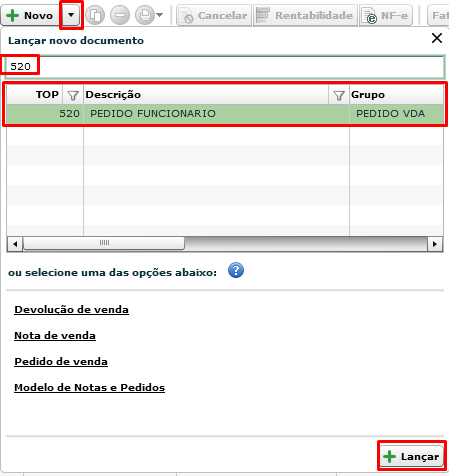 Novo Cancelar Rentabilidade NF-e Fat
Lançar novo documento
520
TOP Descrição Grupo
520 PEDIDO FUNCIONARIO PEDIDO VDA
ou selecione uma das opções abaixo: ?
Devolução de venda
Nota de venda
Pedido de venda
Modelo de Notas e Pedidos
Lançar